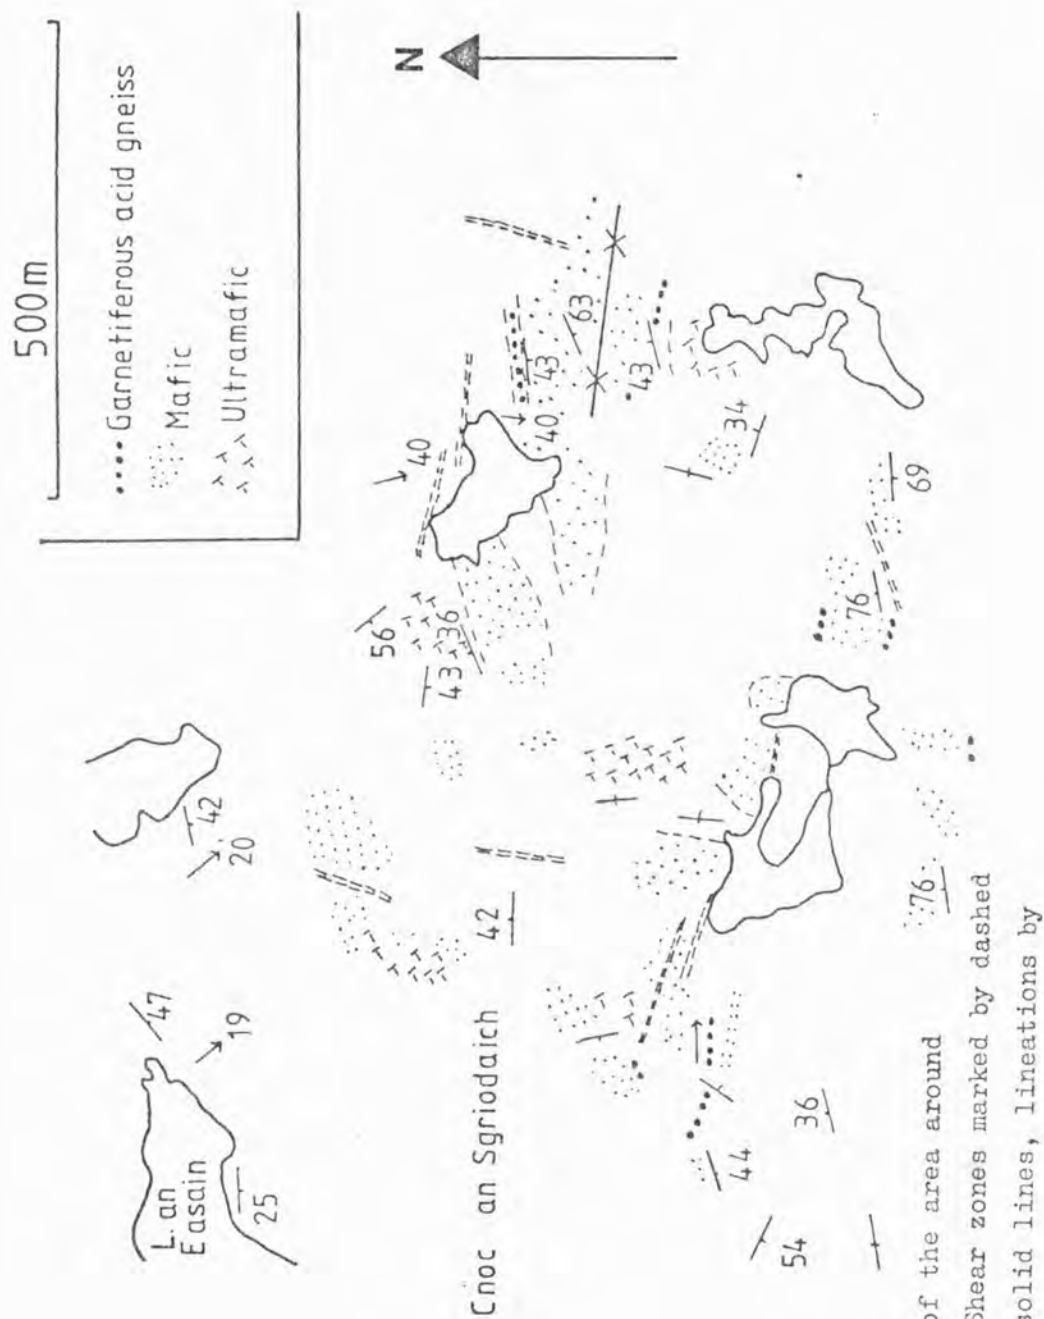 500m
Garnetiferous acid gneiss
Mafic
Ultramafic
N
L. an
Easain
25
47
19
42
20
56
43
36
40
40
43
63
43
34
Cnoc an Sgriodaich
42
44
36
54
76
69
76
of the area around
Shear zones marked by dashed
solid lines, lineations by